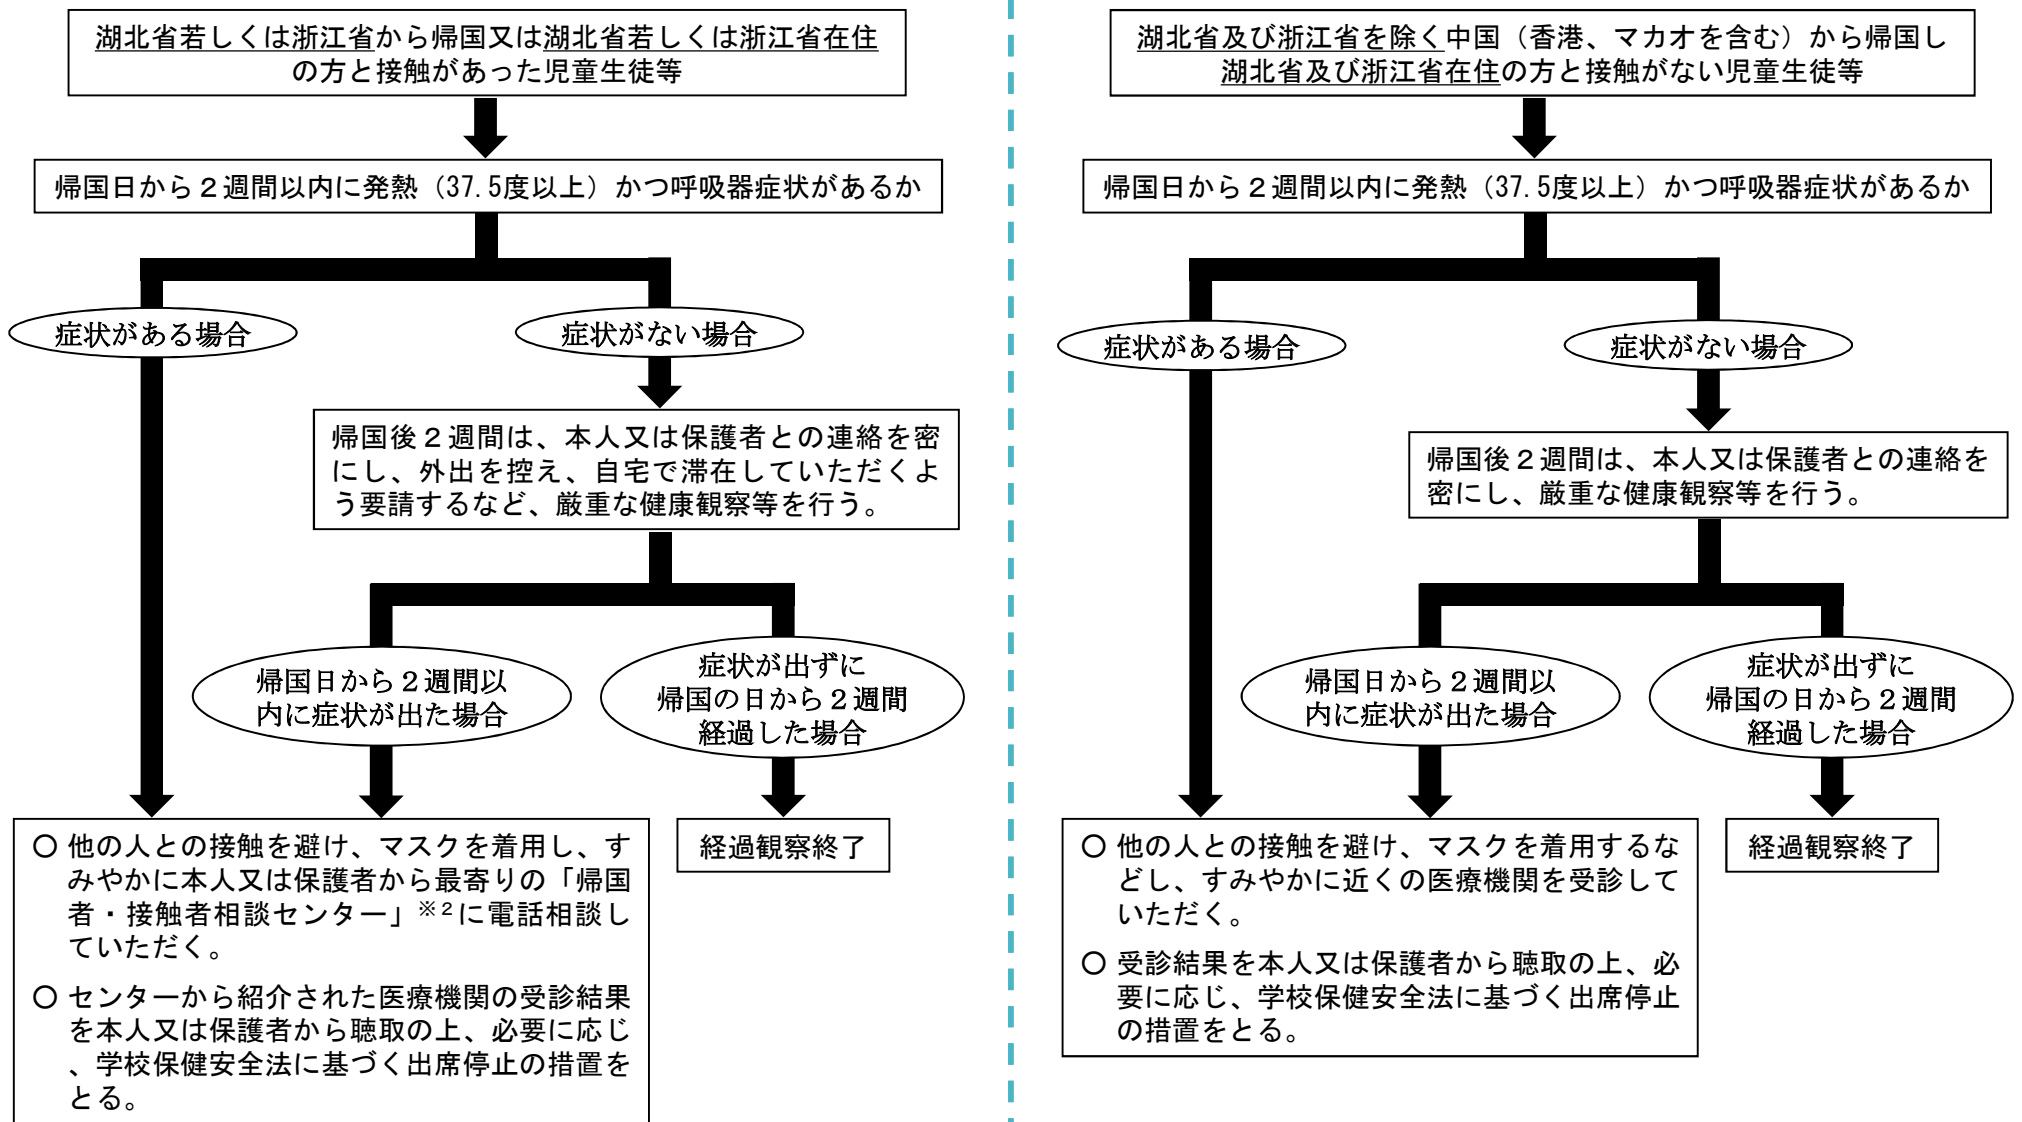 湖北省若しくは浙江省から帰国又は湖北省若しくは浙江省在住
の方と接触があった児童生徒等
帰国日から２週間以内に発熱（37.5度以上）かつ呼吸器症状があるか
症状がある場合
症状がない場合
帰国後２週間は、本人又は保護者との連絡を密
にし、外出を控え、自宅で滞在していただくよ
う要請するなど、厳重な健康観察等を行う。
帰国日から２週間以
内に症状が出た場合
症状が出ずに
帰国の日から２週間
経過した場合
○ 他の人との接触を避け、マスクを着用し、す
みやかに本人又は保護者から最寄りの「帰国
者・接触者相談センター」※２に電話相談し
ていただく。
○ センターから紹介された医療機関の受診結果
を本人又は保護者から聴取の上、必要に応じ
、学校保健安全法に基づく出席停止の措置を
とる。
経過観察終了
湖北省及び浙江省を除く中国（香港、マカオを含む）から帰国し
湖北省及び浙江省在住の方と接触がない児童生徒等
帰国日から２週間以内に発熱（37.5度以上）かつ呼吸器症状があるか
症状がある場合
症状がない場合
帰国後２週間は、本人又は保護者との連絡を
密にし、厳重な健康観察等を行う。
帰国日から２週間以
内に症状が出た場合
症状が出ずに
帰国の日から２週間
経過した場合
○ 他の人との接触を避け、マスクを着用するな
どし、すみやかに近くの医療機関を受診して
いただく。
○ 受診結果を本人又は保護者から聴取の上、必
要に応じ、学校保健安全法に基づく出席停止
の措置をとる。
経過観察終了